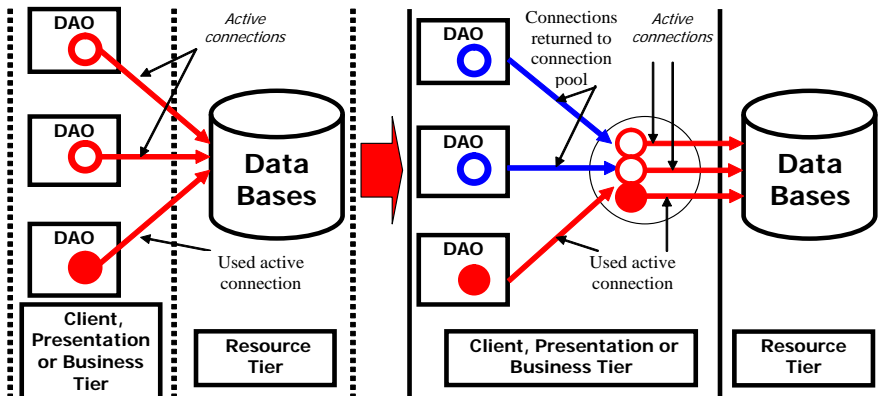 DAO
Active
connections
DAO
Data
Bases
DAO
Used active
connection
Client,
Presentation
or Business
Tier
Resource
Tier
DAO
Connections
returned to
connection
pool
Active
connections
DAO
Data
Bases
DAO
Used active
connection
Client, Presentation or
Business Tier
Resource
Tier